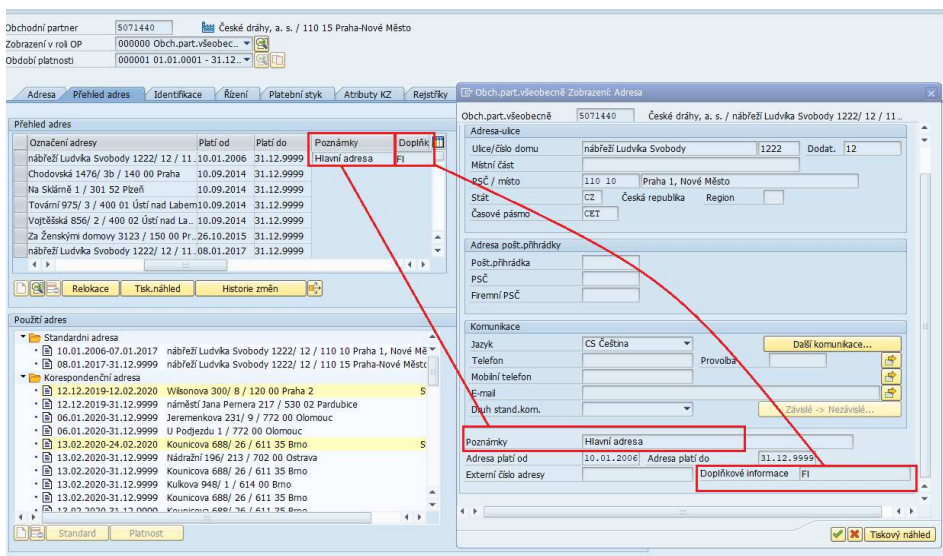 Obchodní partner 5071440 České dráhy, a. s. / 110 15 Praha-Nové Město
Zobrazení v roli OP 000000 Obch.part.všeobec..
Období platnosti 000001 01.01.0001 - 31.12..
Adresa Přehled adres Identifikace Řízení Platební styk Atributy KZ Rejstříky
Přehled adres
Označení adresy Platí od Platí do Poznámky Doplňk
nábřeží Ludvíka Svobody 1222/ 12 / 11.. 10.01.2006 31.12.9999 Hlavní adresa FI
Chodovská 1476/ 3b / 140 00 Praha 10.09.2014 31.12.9999
Na Sklárně 1 / 301 52 Plzeň 10.09.2014 31.12.9999
Tovární 975/ 3 / 400 01 Ústí nad Labem 10.09.2014 31.12.9999
Vojtěšská 856/ 2 / 400 02 Ústí nad La.. 10.09.2014 31.12.9999
Za Ženskými domovy 3123 / 150 00 Pr.. 26.10.2015 31.12.9999
nábřeží Ludvíka Svobody 1222/ 12 / 11.. 08.01.2017 31.12.9999
Relokace Tisk.náhled Historie změn
Použití adres
Standardni adresa
10.01.2006-07.01.2017 nábřeží Ludvíka Svobody 1222/ 12 / 110 10 Praha 1, Nové Mě
08.01.2017-31.12.9999 nábřeží Ludvíka Svobody 1222/ 12 / 110 15 Praha-Nové Městc
Korespondenční adresa
12.12.2019-12.02.2020 Wilsonova 300/ 8 / 120 00 Praha 2 S
12.12.2019-31.12.9999 náměstí Jana Pernera 217 / 530 02 Pardubice
06.01.2020-31.12.9999 Jeremenkova 231/ 9 / 772 00 Olomouc
06.01.2020-31.12.9999 U Podjezdu 1 / 772 00 Olomouc
13.02.2020-24.02.2020 Kounicova 688/ 26 / 611 35 Brno S
13.02.2020-31.12.9999 Nádražní 196/ 213 / 702 00 Ostrava
13.02.2020-31.12.9999 Kounicova 688/ 26 / 611 35 Brno
13.02.2020-31.12.9999 Kulkova 948/ 1 / 614 00 Brno
13.02.2020-31.12.9999 Kounicova 688/ 26 / 611 35 Brno
13.02.2020-31.12.9999 Kounicova 688/ 26 / 611 35 Brno
Standard Platnost
Obch.part.všeobecně Zobrazení: Adresa
Obch.part.všeobecně 5071440 České dráhy, a. s. / nábřeží Ludvíka Svobody 1222/ 12 / 11..
Adresa-ulice
Ulice/číslo domu nábřeží Ludvíka Svobody 1222 Dodat. 12
Místní část
PSČ / místo 110 10 Praha 1, Nové Město
Stát CZ Česká republika Region
Časové pásmo CET
Adresa pošt.přihrádky
Pošt.přihrádka
PSČ
Firemní PSČ
Komunikace
Jazyk CS Čeština Další komunikace...
Telefon Provolba
Mobilní telefon
E-mail
Druh stand.kom. Závislé -> Nezávislé...
Poznámky Hlavní adresa
Adresa platí od 10.01.2006 Adresa platí do 31.12.9999
Externí číslo adresy Doplňkové informace FI
Tiskový náhled